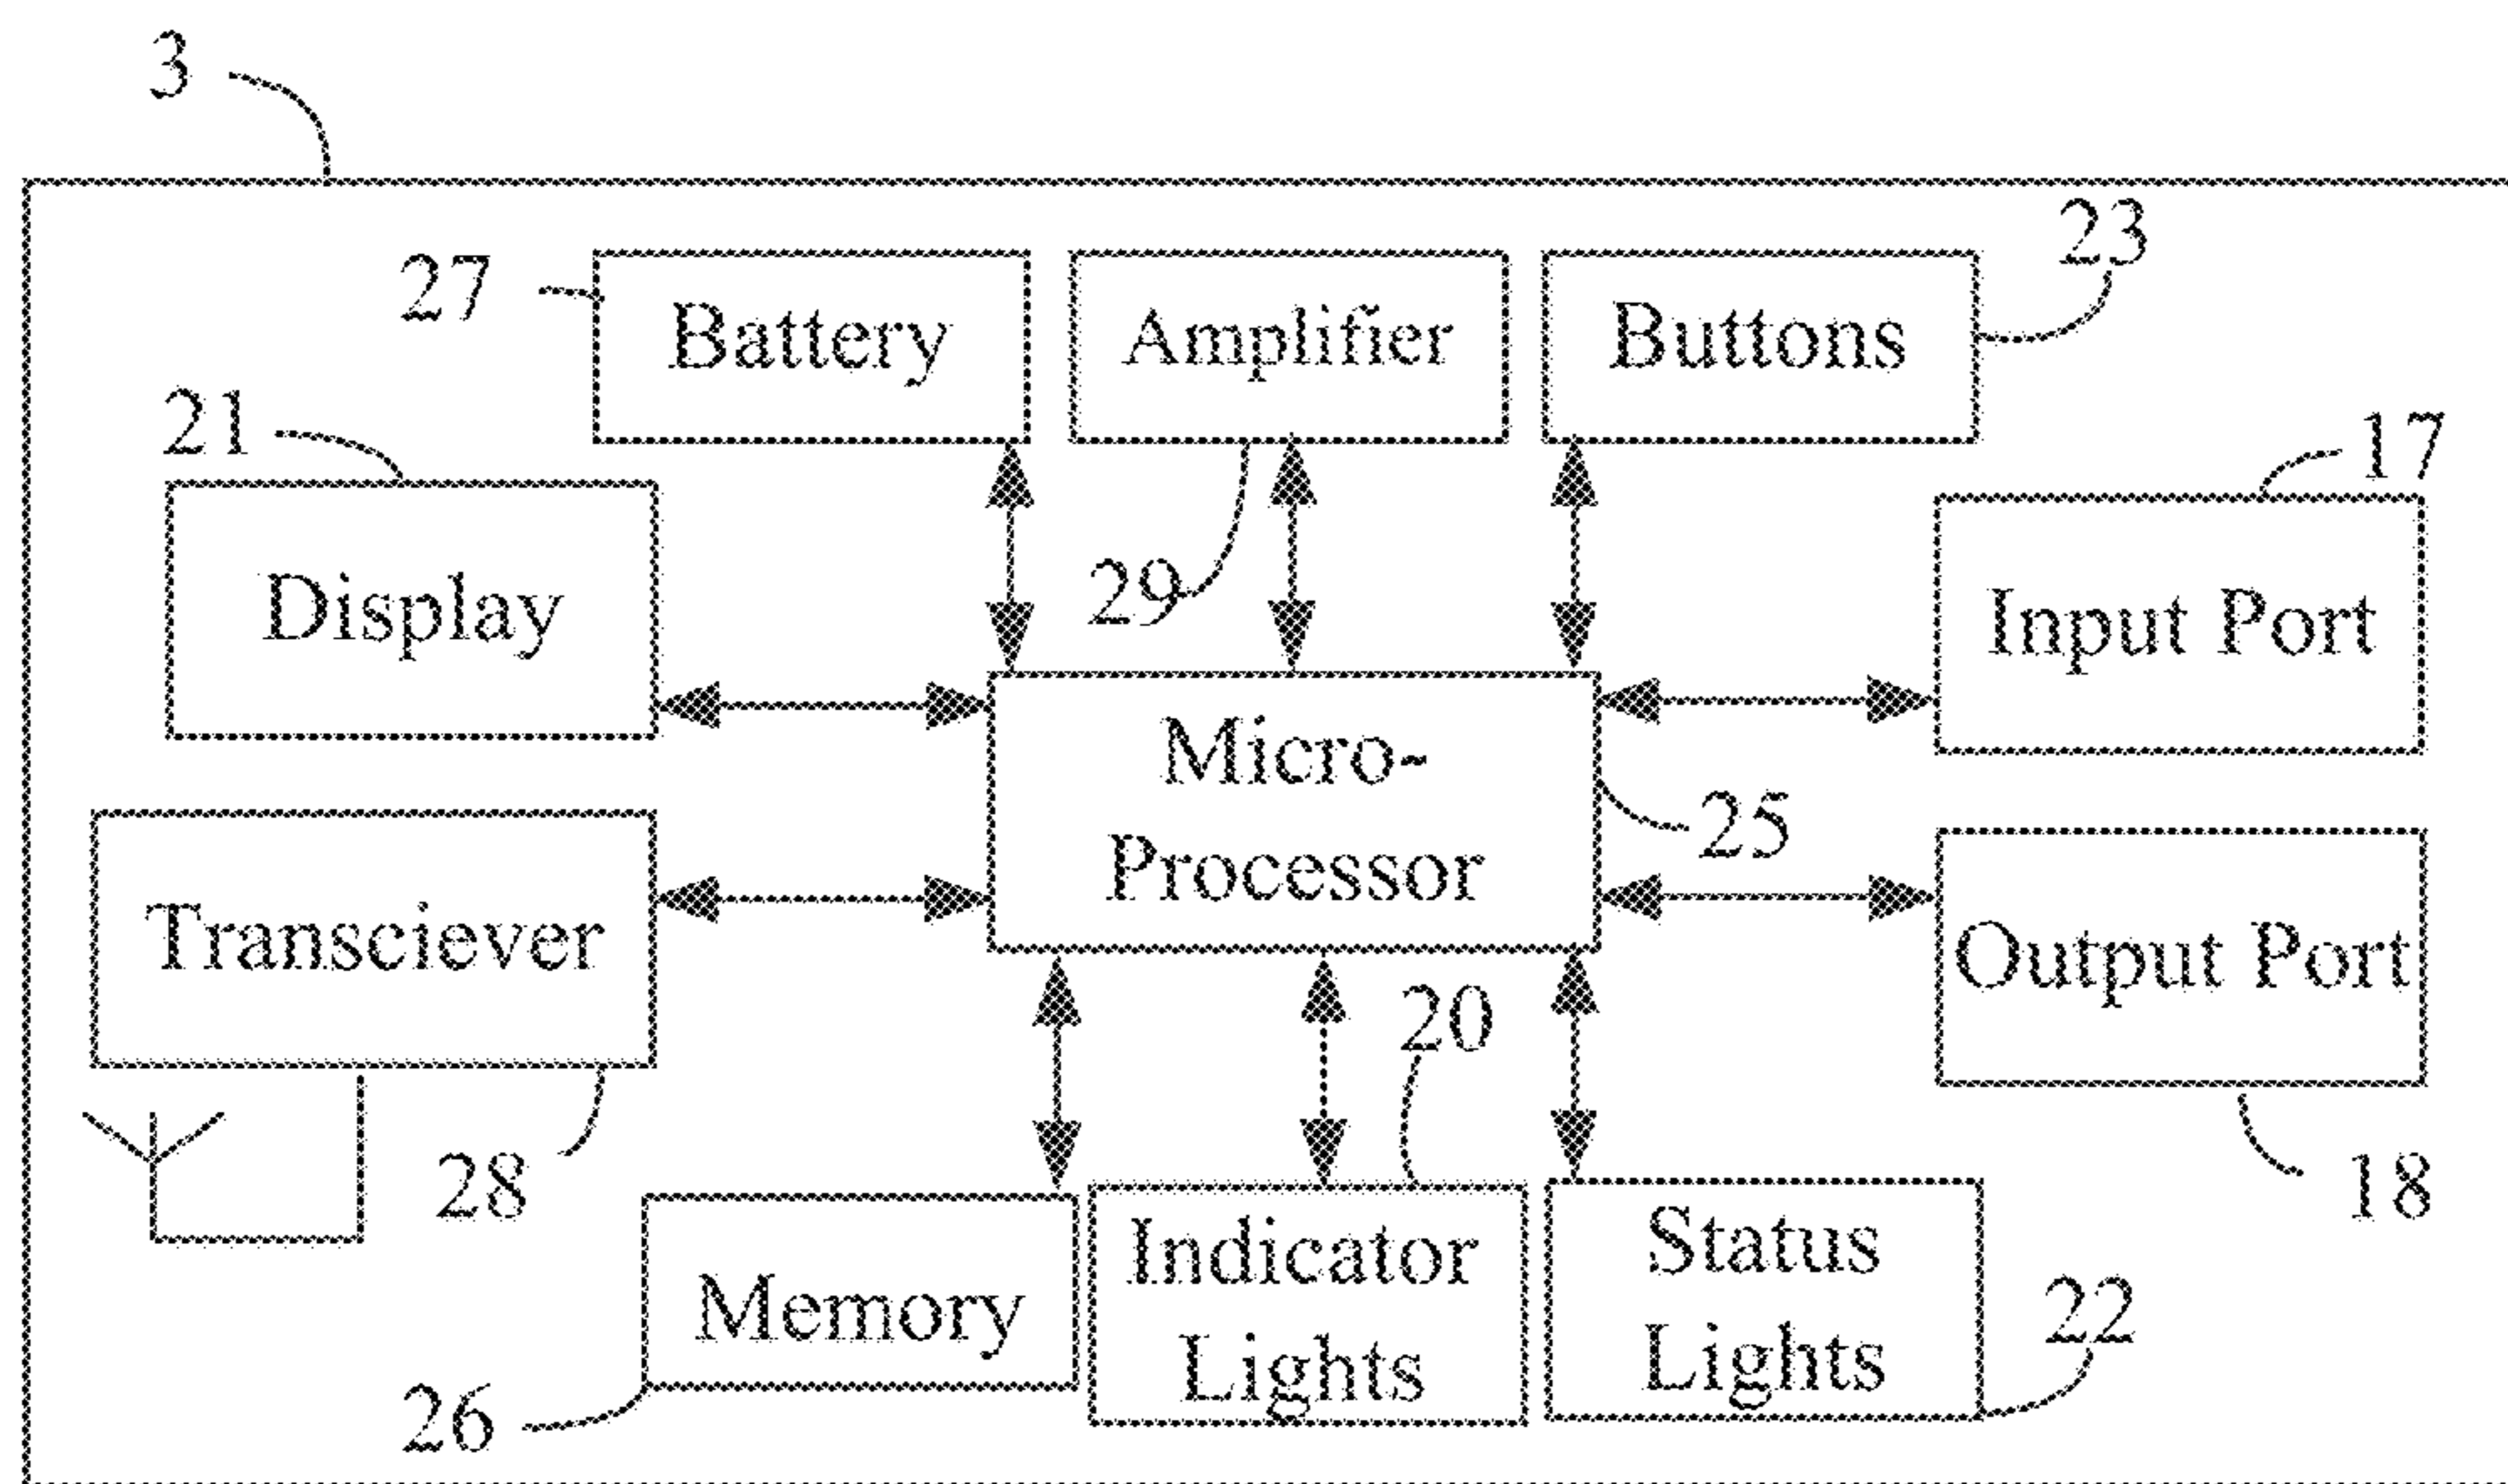 3
27
Battery
Amplifier
Buttons
23
21
Display
29
17
Input Port
Micro-
Processor
25
Transciever
28
Output Port
18
20
Memory
26
Indicator
Lights
Status
Lights
22